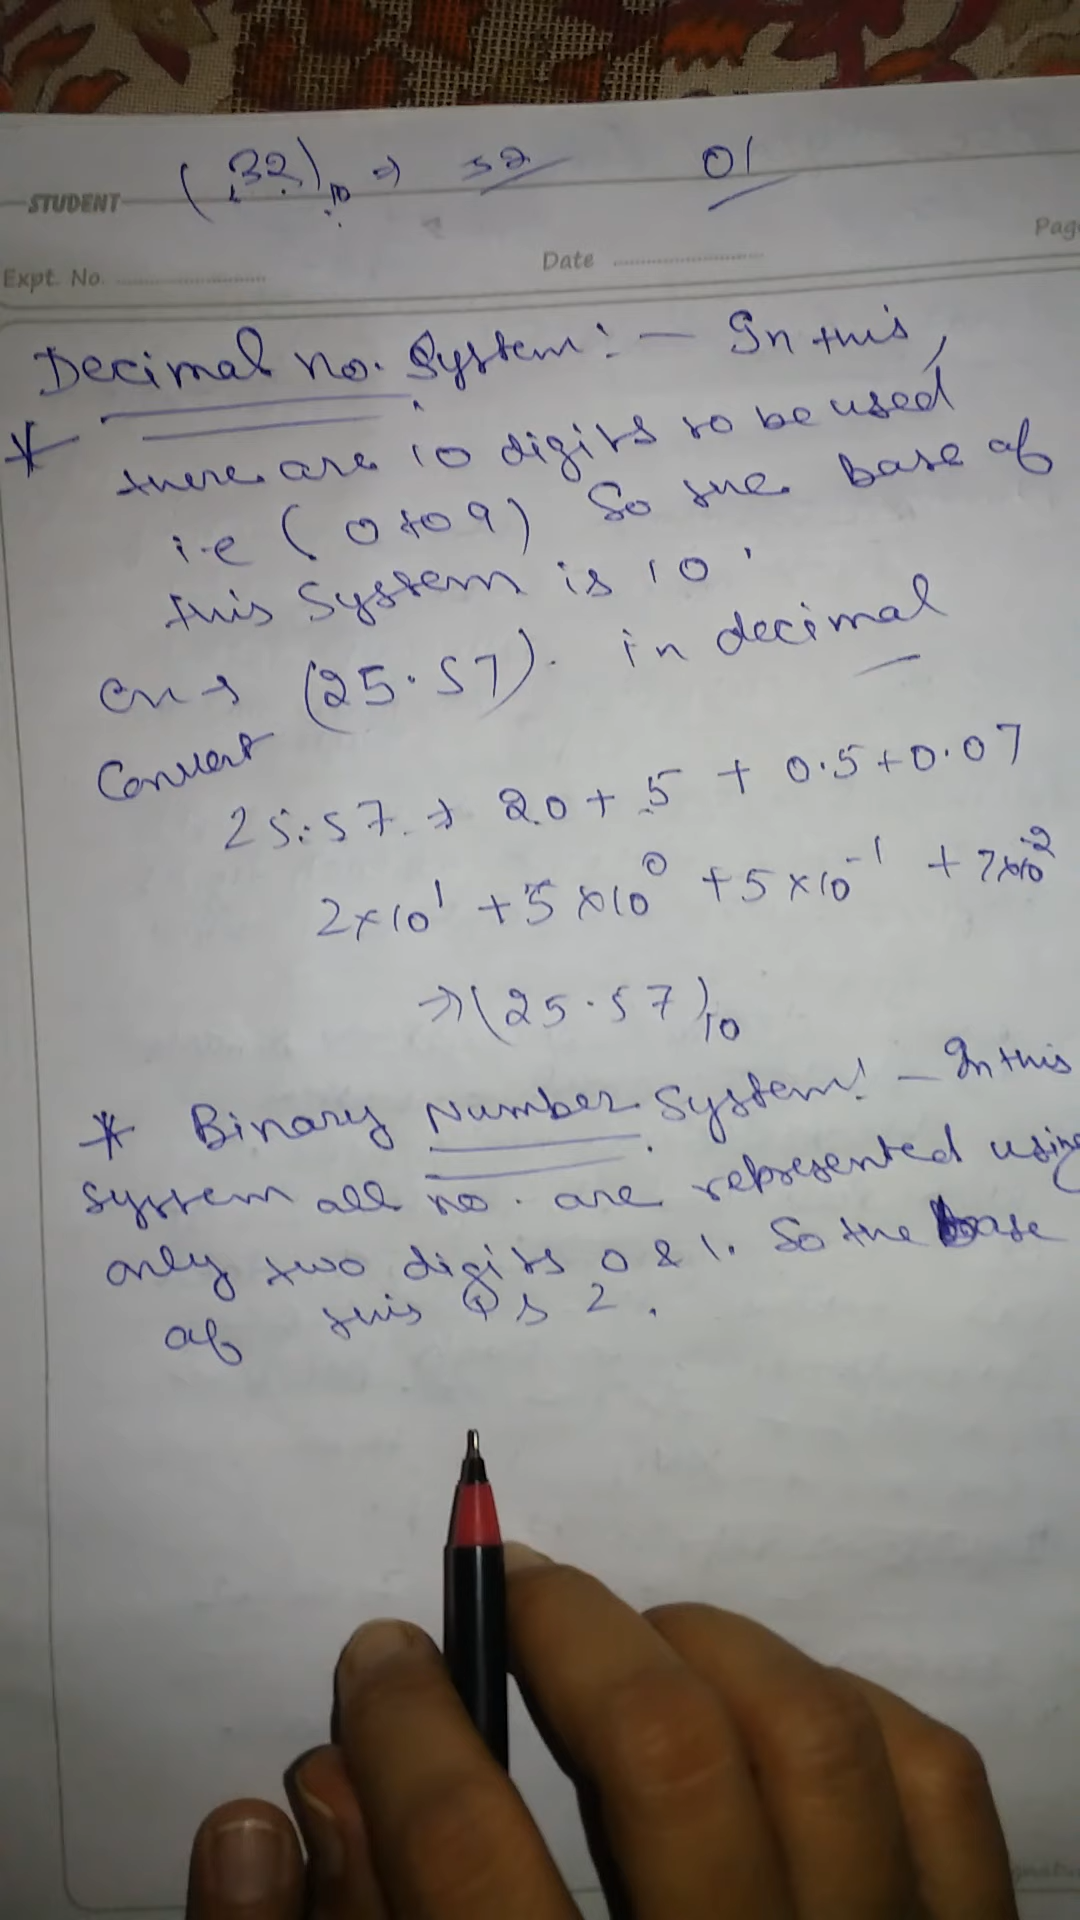 (32)₁₀ ⇒ 32 01
STUDENT
Page
Expt. No. Date
Decimal no. System:- In this,
* there are 10 digits to be used
i.e (0 to 9) So the base of
this System is 10.
(25.57). in decimal
Convert
25.57 → 20 + 5 + 0.5 + 0.07
2×10¹ + 5×10⁰ + 5×10⁻¹ + 7×10⁻²
⇒ (25.57)₁₀
* Binary Number System:- In this
system all no. are represented using
only two digits 0 & 1. So the base
of this is 2.